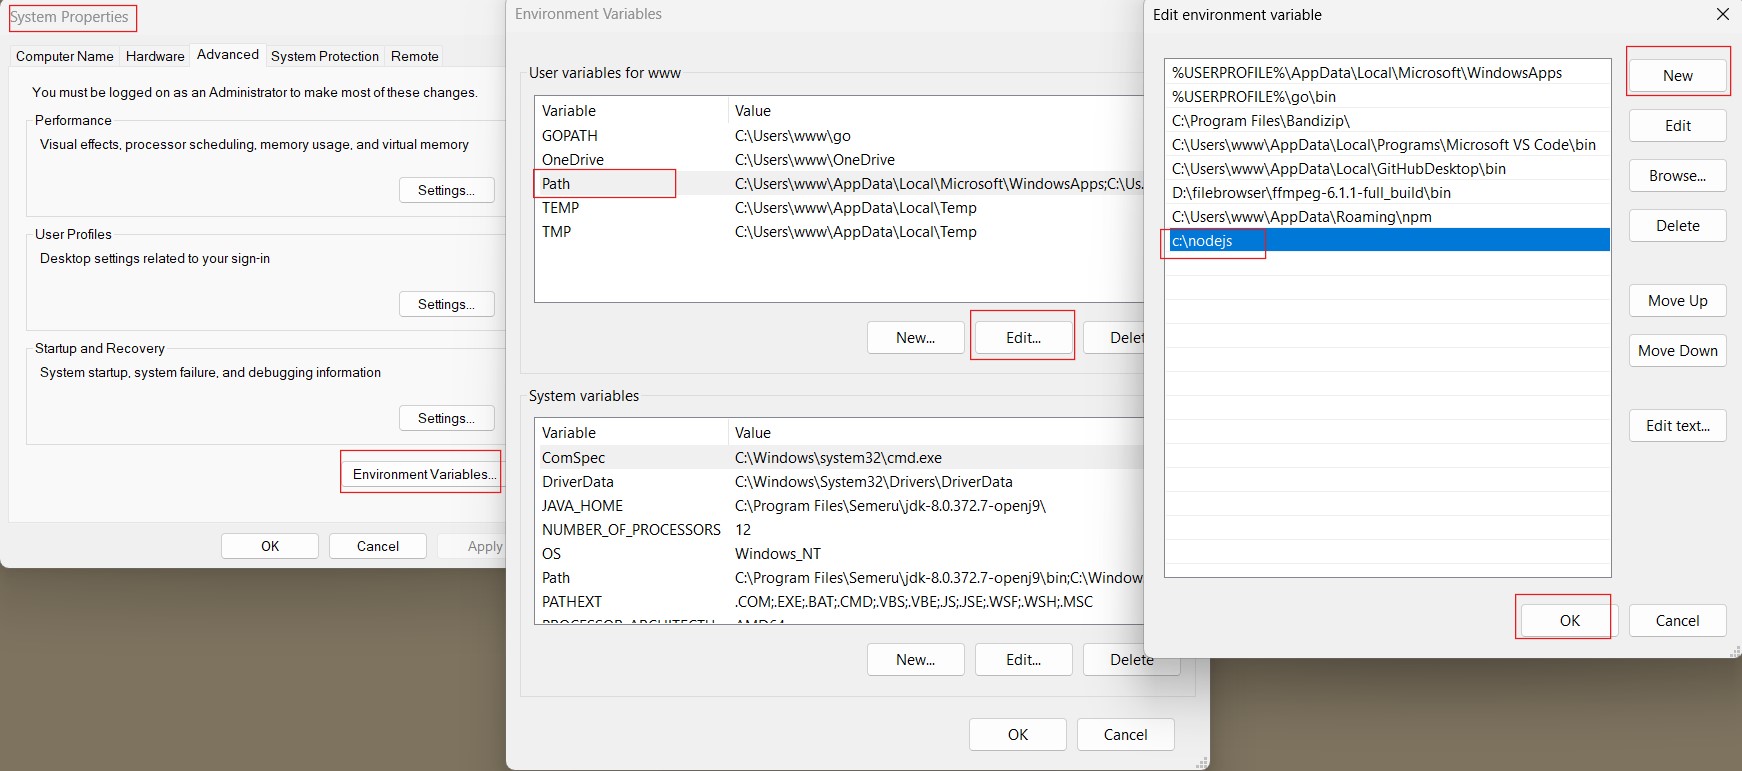 System Properties
Computer Name Hardware Advanced System Protection Remote
You must be logged on as an Administrator to make most of these changes.
Performance
Visual effects, processor scheduling, memory usage, and virtual memory
Settings...
User Profiles
Desktop settings related to your sign-in
Settings...
Startup and Recovery
System startup, system failure, and debugging information
Settings...
Environment Variables...
OK Cancel Apply
Environment Variables
User variables for www
Variable Value
GOPATH C:\Users\www\go
OneDrive C:\Users\www\OneDrive
Path C:\Users\www\AppData\Local\Microsoft\WindowsApps;C:\Us...
TEMP C:\Users\www\AppData\Local\Temp
TMP C:\Users\www\AppData\Local\Temp
New... Edit... Delet
System variables
Variable Value
ComSpec C:\Windows\system32\cmd.exe
DriverData C:\Windows\System32\Drivers\DriverData
JAVA_HOME C:\Program Files\Semeru\jdk-8.0.372.7-openj9\
NUMBER_OF_PROCESSORS 12
OS Windows_NT
Path C:\Program Files\Semeru\jdk-8.0.372.7-openj9\bin;C:\Window
PATHEXT .COM;.EXE;.BAT;.CMD;.VBS;.VBE;.JS;.JSE;.WSF;.WSH;.MSC
New... Edit... Delete
OK Cancel
Edit environment variable
%USERPROFILE%\AppData\Local\Microsoft\WindowsApps
%USERPROFILE%\go\bin
C:\Program Files\Bandizip\
C:\Users\www\AppData\Local\Programs\Microsoft VS Code\bin
C:\Users\www\AppData\Local\GitHubDesktop\bin
D:\filebrowser\ffmpeg-6.1.1-full_build\bin
C:\Users\www\AppData\Roaming\npm
c:\nodejs
New
Edit
Browse...
Delete
Move Up
Move Down
Edit text...
OK Cancel